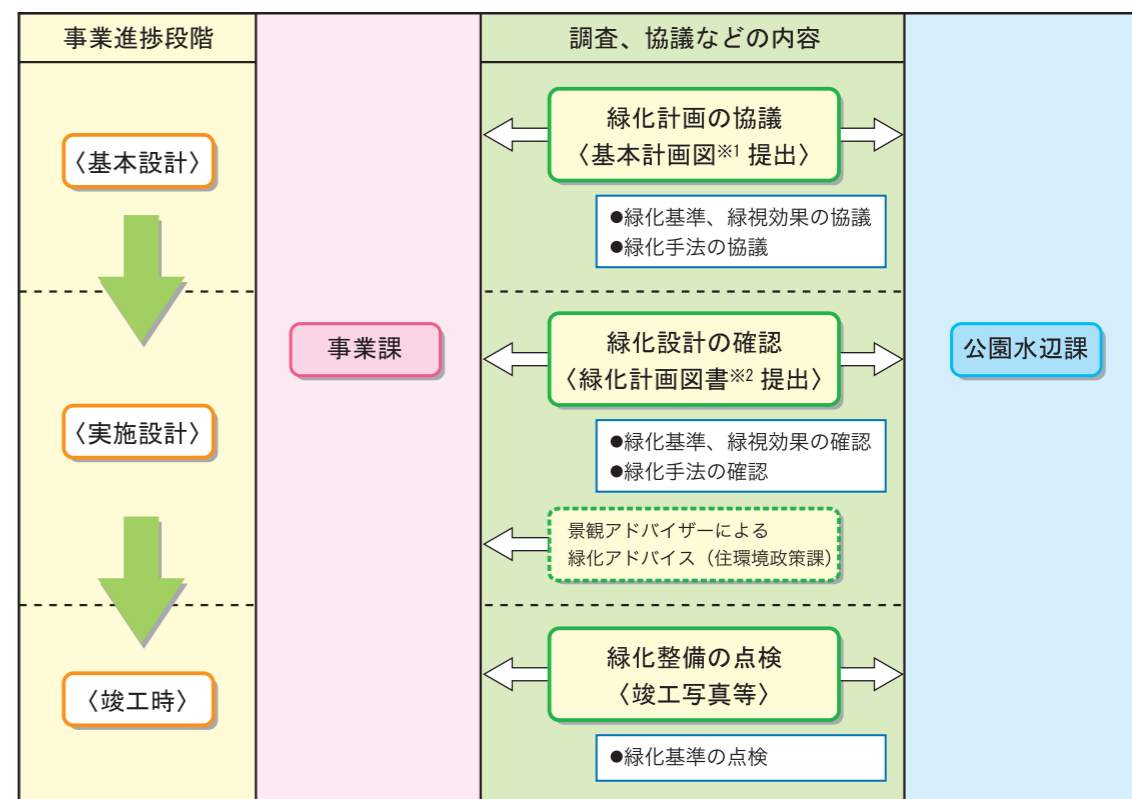 事業進捗段階
調査、協議などの内容
〈基本設計〉
緑化計画の協議
〈基本計画図※1 提出〉
●緑化基準、緑視効果の協議
●緑化手法の協議
事業課
公園水辺課
緑化設計の確認
〈緑化計画図書※2 提出〉
〈実施設計〉
●緑化基準、緑視効果の確認
●緑化手法の確認
景観アドバイザーによる
緑化アドバイス（住環境政策課）
〈竣工時〉
緑化整備の点検
〈竣工写真等〉
●緑化基準の点検